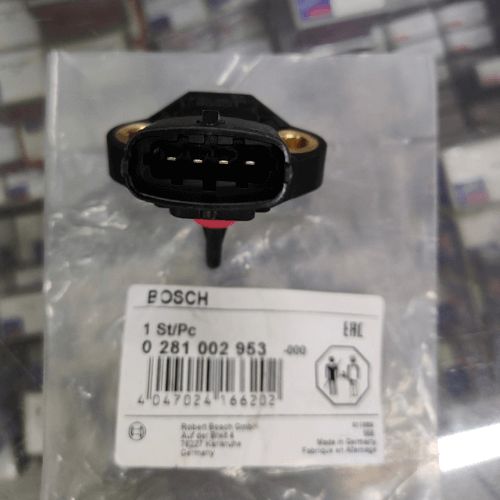 BOSCH
1 St/Pc
EAC
0 281 002 953 -000
4 047024 166202
Robert Bosch GmbH
Auf der Breit 4
76227 Karlsruhe
Germany
Made in Germany
Fabriqué en Allemagne